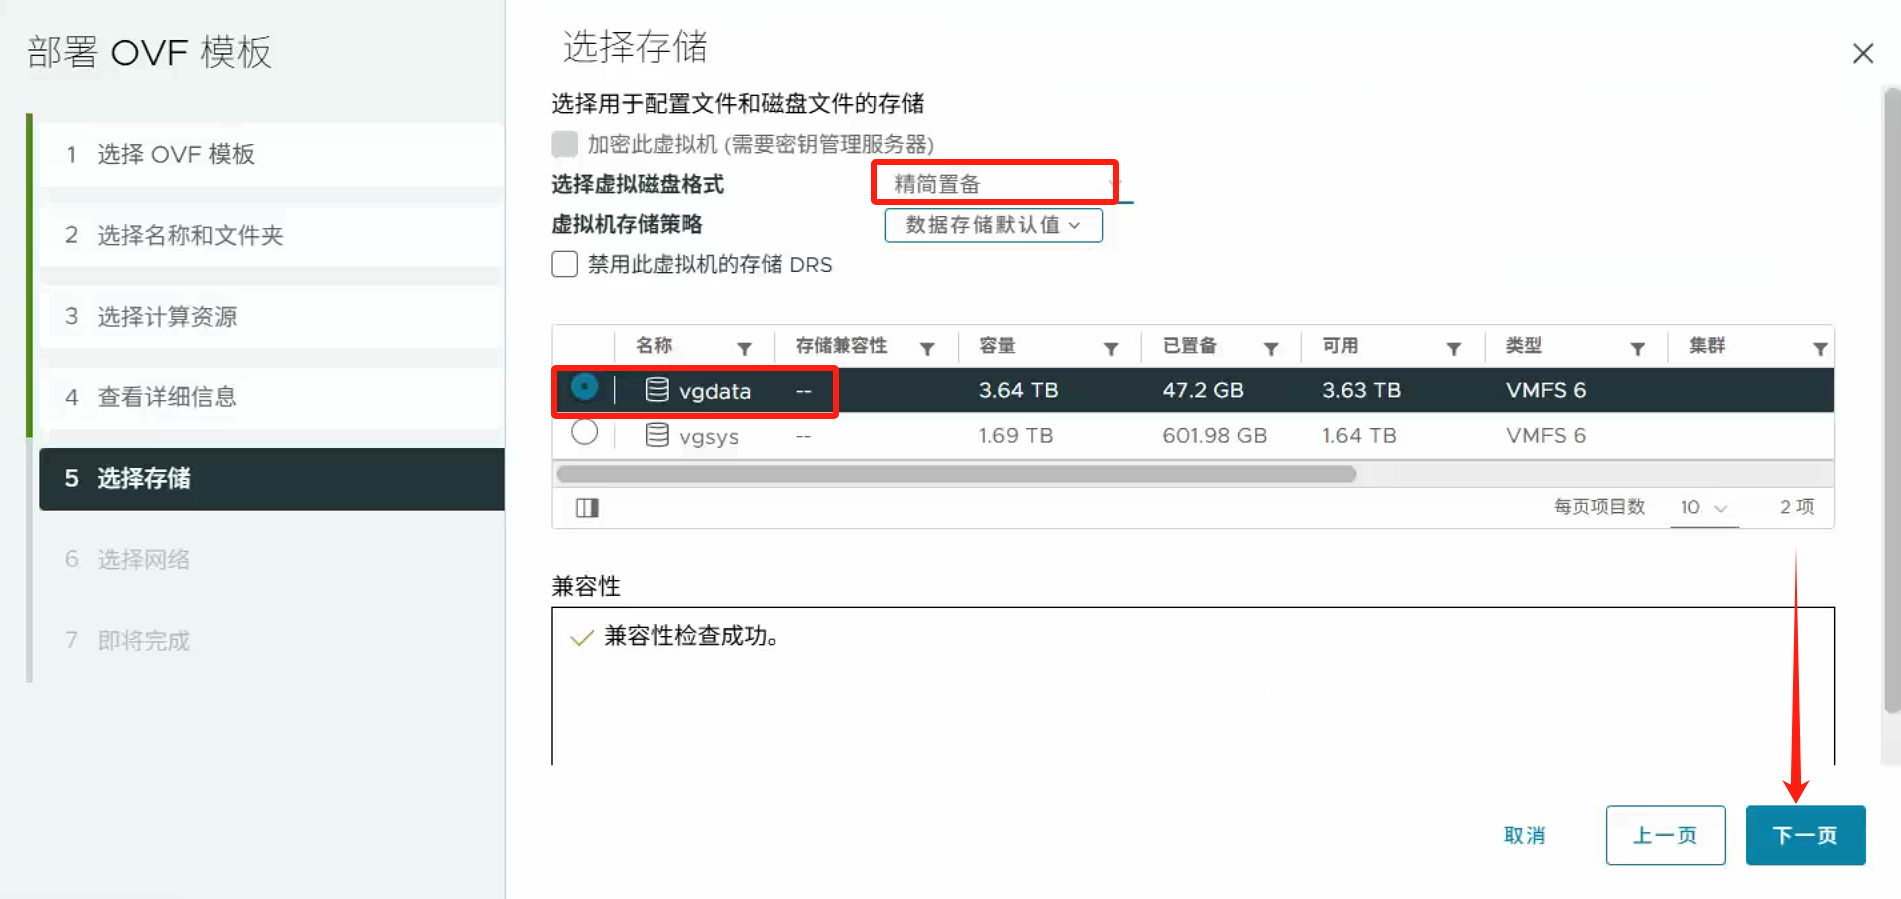 部署 OVF 模板
1 选择 OVF 模板
2 选择名称和文件夹
3 选择计算资源
4 查看详细信息
5 选择存储
6 选择网络
7 即将完成
选择存储
选择用于配置文件和磁盘文件的存储
加密此虚拟机 (需要密钥管理服务器)
选择虚拟磁盘格式 精简置备
虚拟机存储策略 数据存储默认值
禁用此虚拟机的存储 DRS
名称 存储兼容性 容量 已置备 可用 类型 集群
vgdata -- 3.64 TB 47.2 GB 3.63 TB VMFS 6
vgsys -- 1.69 TB 601.98 GB 1.64 TB VMFS 6
每页项目数 10 2 项
兼容性
兼容性检查成功。
取消 上一页 下一页